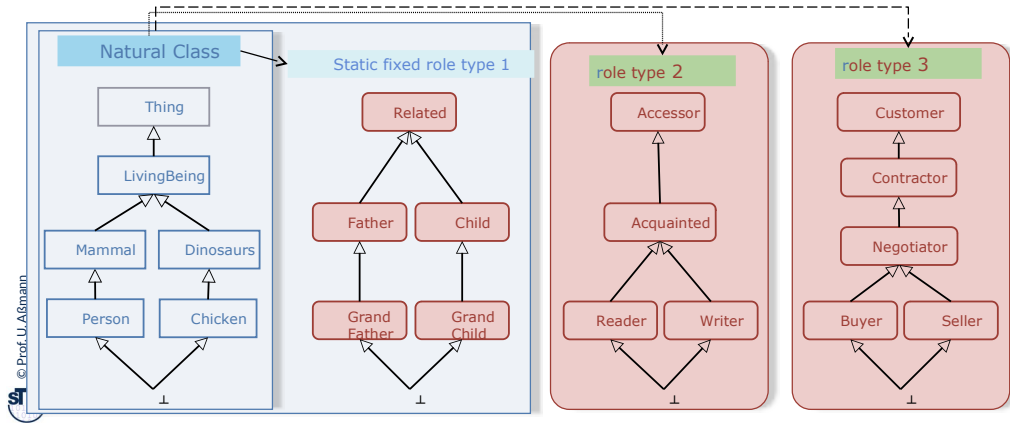 Natural Class
Static fixed role type 1
role type 2
role type 3
Thing
LivingBeing
Mammal
Dinosaurs
Person
Chicken
⊥
Related
Father
Child
Grand
Father
Grand
Child
⊥
Accessor
Acquainted
Reader
Writer
⊥
Customer
Contractor
Negotiator
Buyer
Seller
⊥
© Prof. U. Aßmann
sT